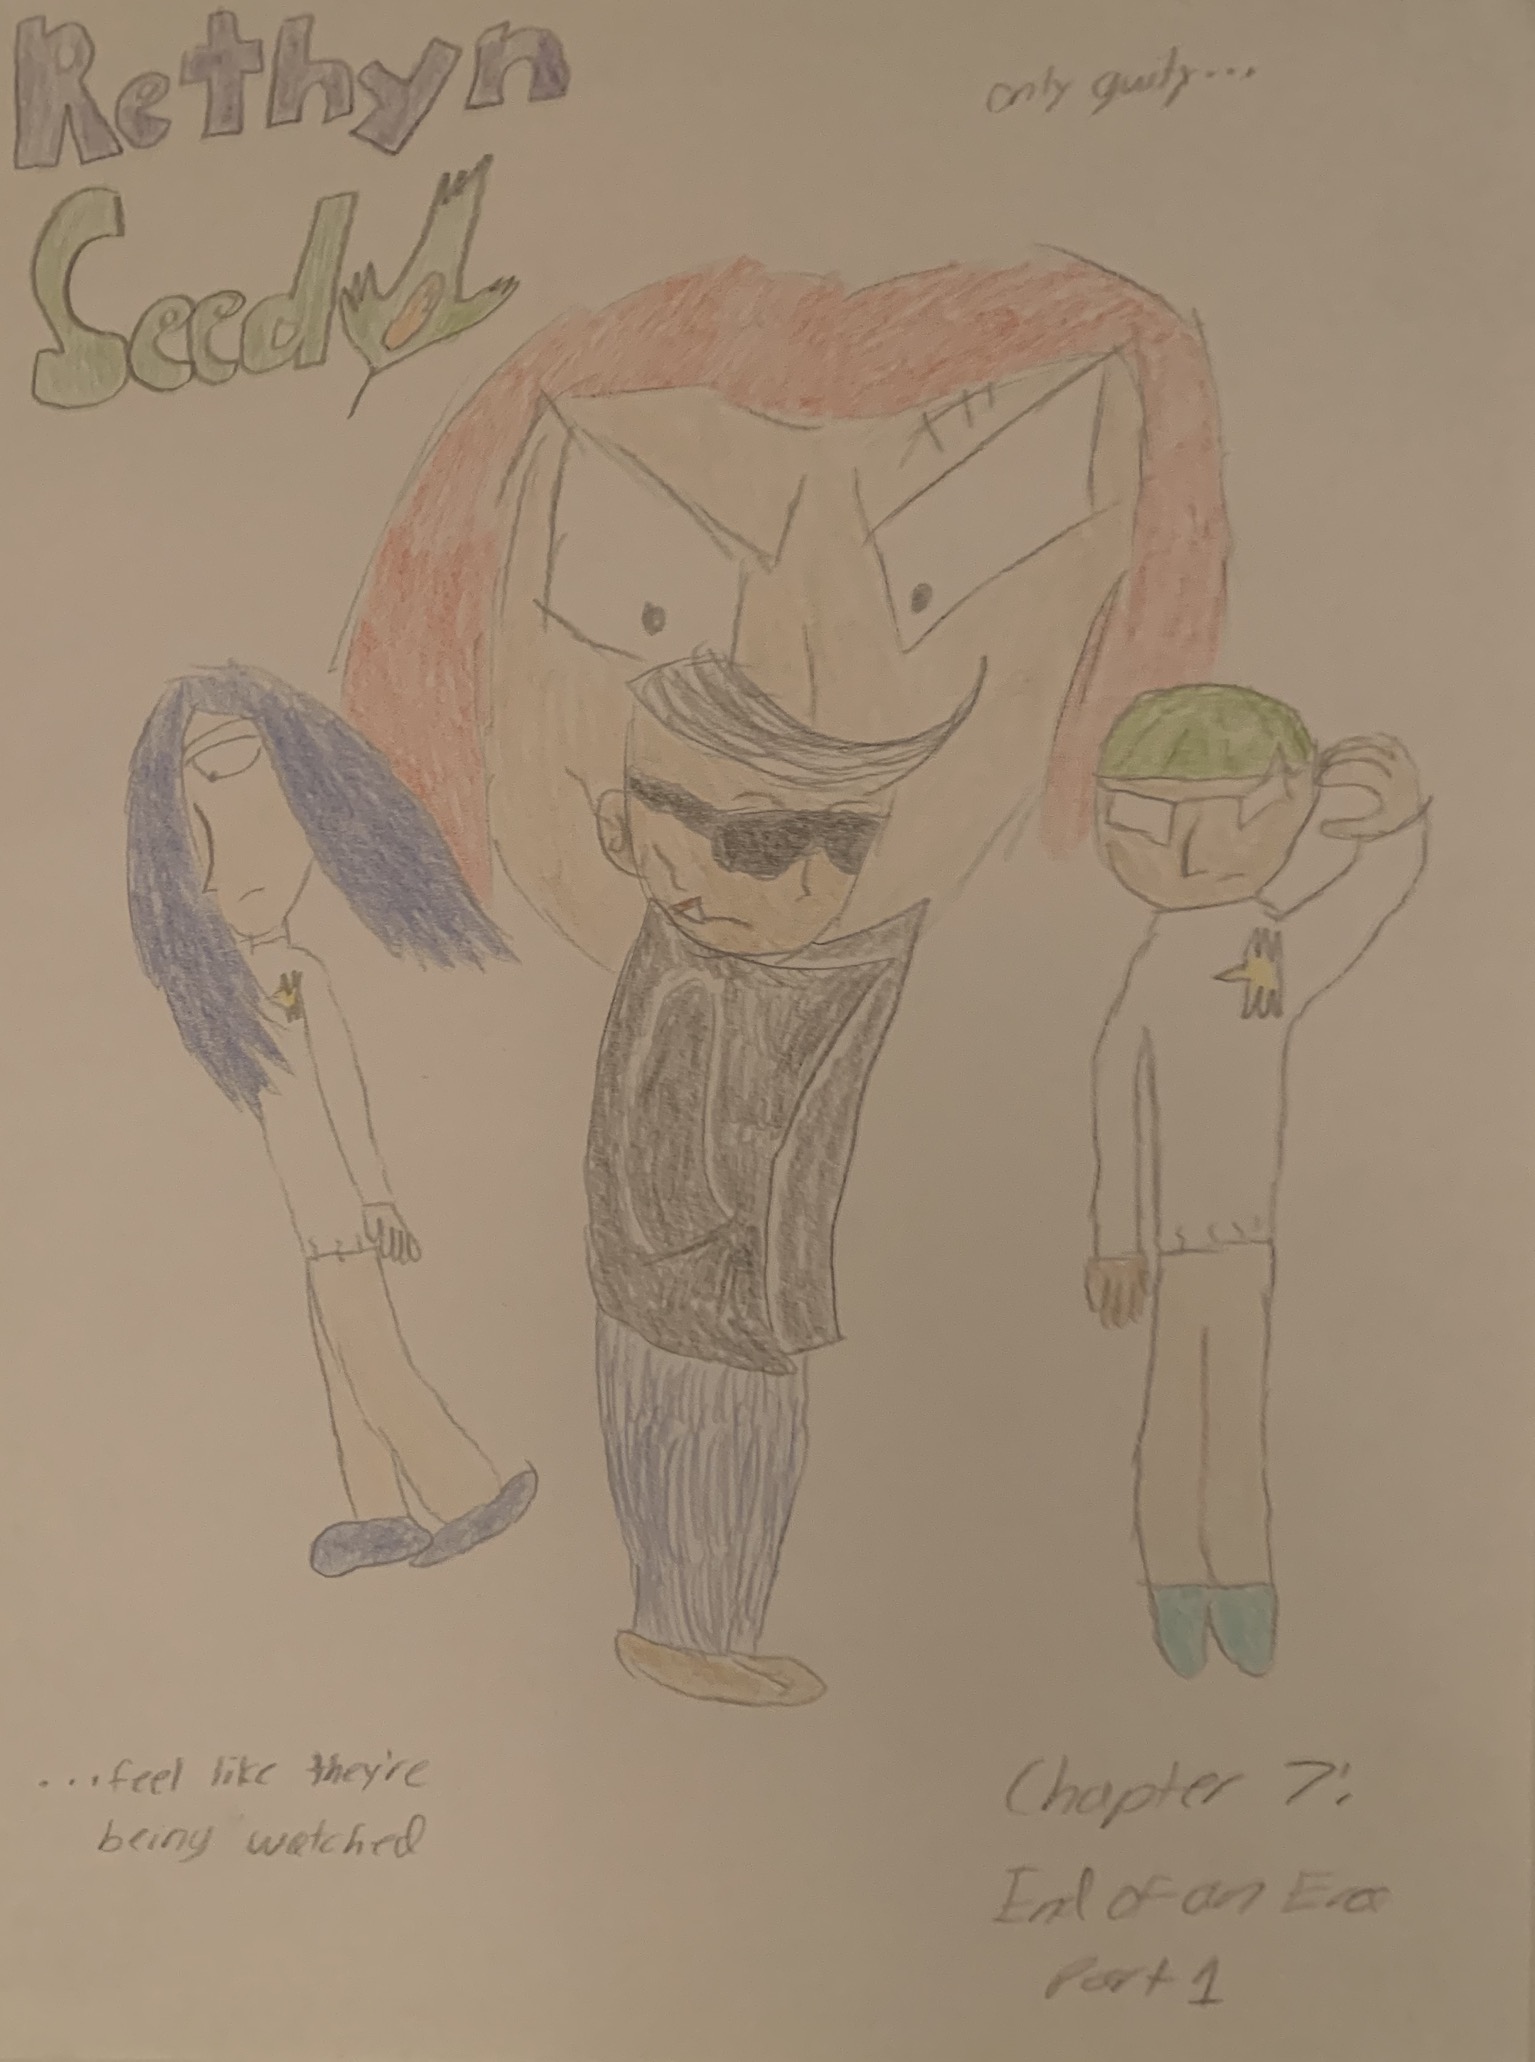 Rethyn
Seed
only guilty...
...feel like they're
being watched
Chapter 7:
End of an Era
Part 1